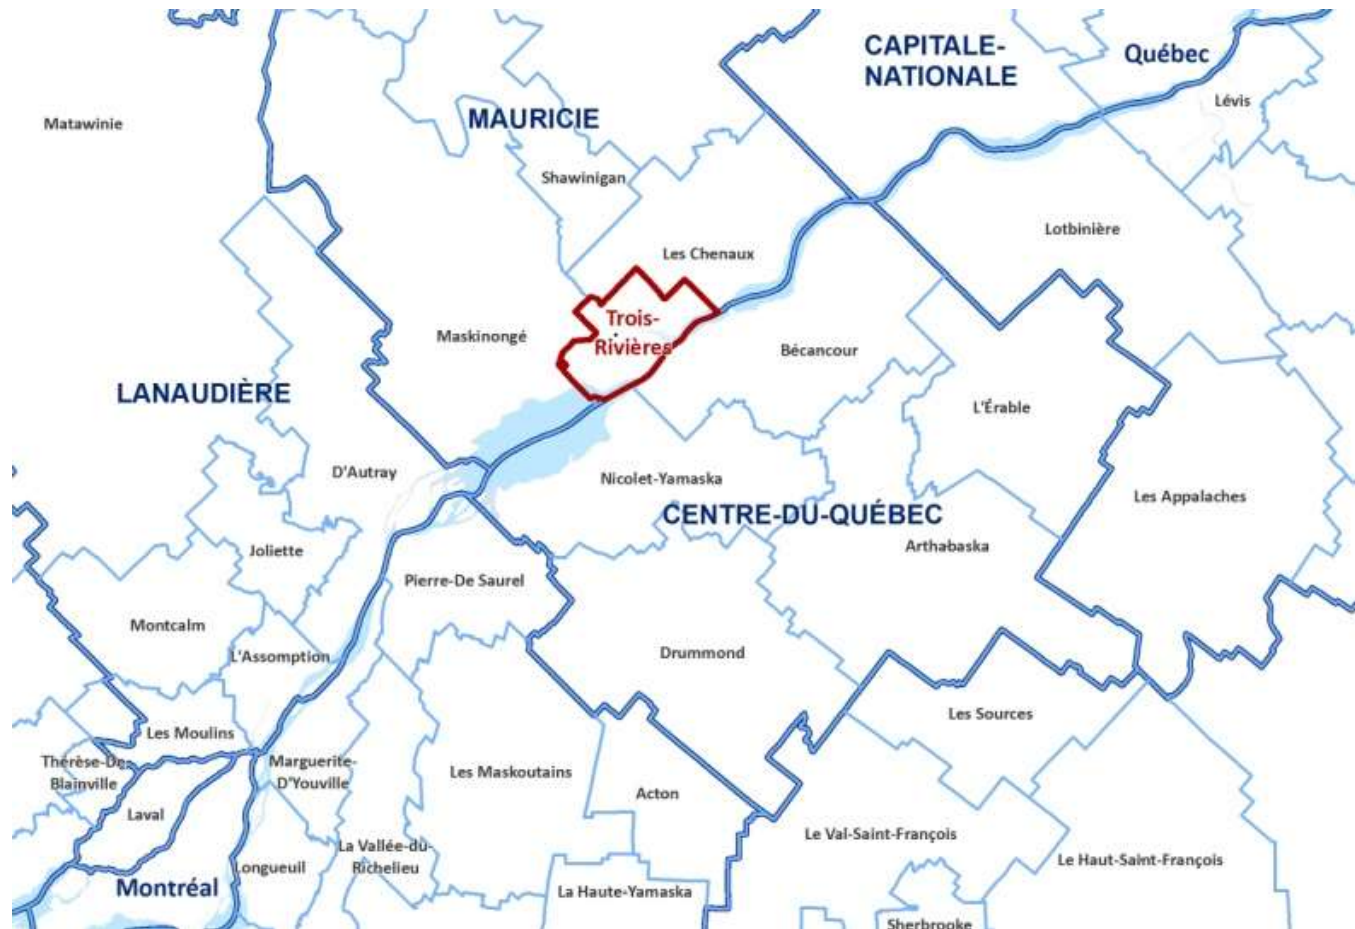 CAPITALE-
NATIONALE
Québec
Lévis
MAURICIE
Matawinie
Shawinigan
Lotbinière
Les Chenaux
Trois-
Rivières
Maskinongé
Bécancour
LANAUDIÈRE
L'Érable
D'Autray
Nicolet-Yamaska
Les Appalaches
CENTRE-DU-QUÉBEC
Arthabaska
Joliette
Pierre-De Saurel
Montcalm
L'Assomption
Drummond
Les Sources
Les Moulins
Thérèse-De-
Blainville
Marguerite-
D'Youville
Les Maskoutains
Acton
Laval
Le Val-Saint-François
La Vallée-du-
Richelieu
Longueuil
Le Haut-Saint-François
Montréal
La Haute-Yamaska
Sherbrooke